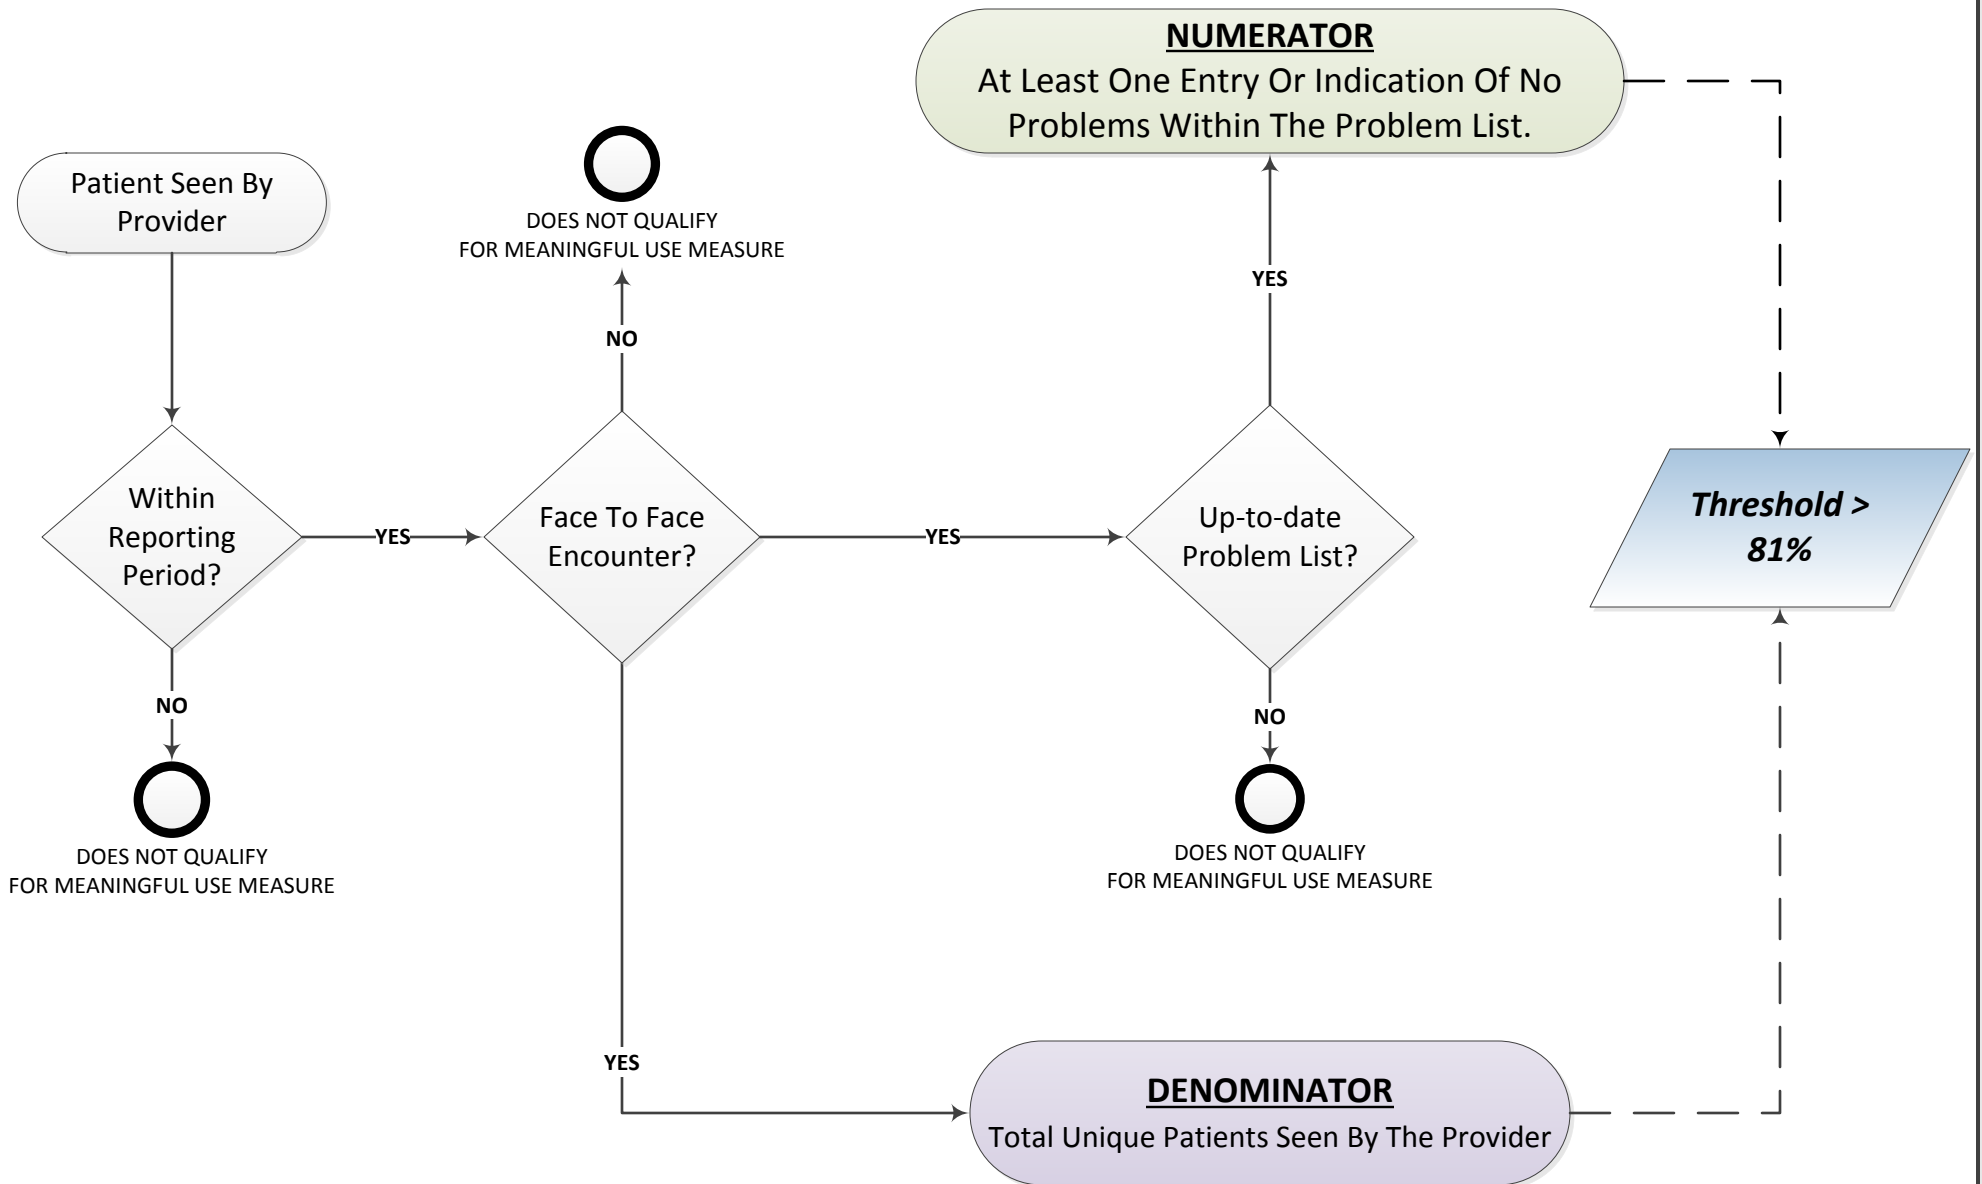 NUMERATOR
At Least One Entry Or Indication Of No
Problems Within The Problem List.
Patient Seen By
Provider
DOES NOT QUALIFY
FOR MEANINGFUL USE MEASURE
YES
NO
Within
Reporting
Period?
YES
Face To Face
Encounter?
YES
Up-to-date
Problem List?
Threshold >
81%
NO
NO
DOES NOT QUALIFY
FOR MEANINGFUL USE MEASURE
DOES NOT QUALIFY
FOR MEANINGFUL USE MEASURE
YES
DENOMINATOR
Total Unique Patients Seen By The Provider